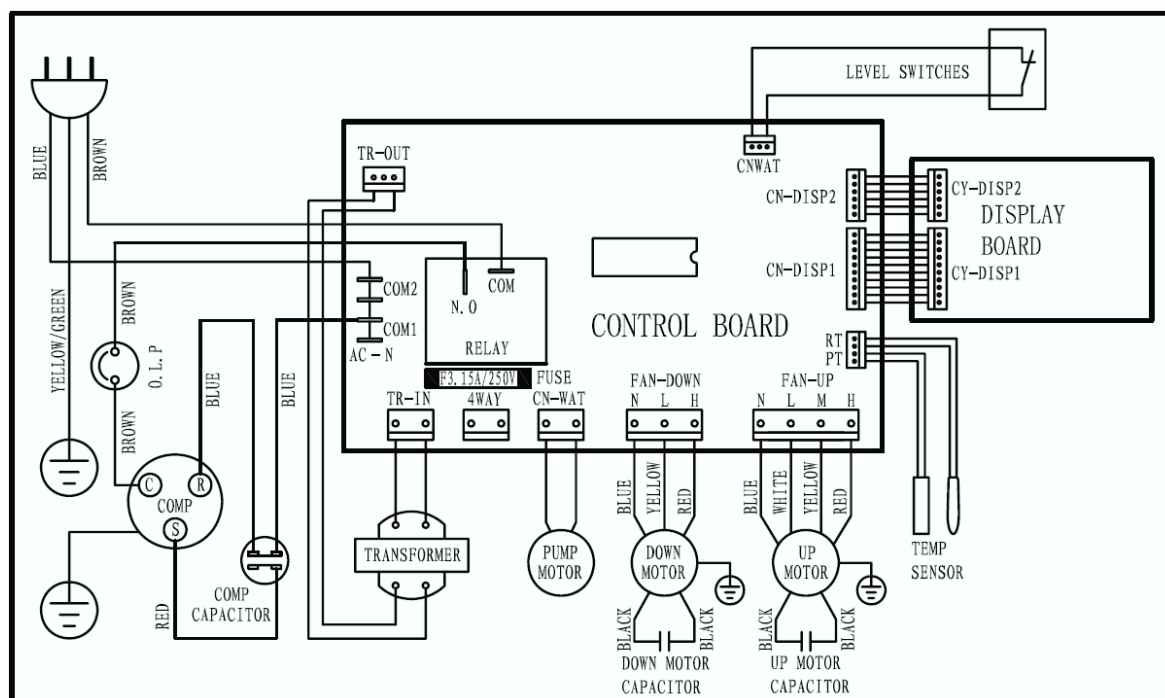 LEVEL SWITCHES
BLUE
BROWN
YELLOW/GREEN
TR-OUT
CNWAT
CN-DISP2
CY-DISP2
DISPLAY
BOARD
CN-DISP1
CY-DISP1
COM2
COM1
AC-N
N.O
COM
RELAY
CONTROL BOARD
RT
PT
BROWN
O.L.P
BLUE
BLUE
BROWN
F3.15A/250V
FUSE
TR-IN
4WAY
CN-WAT
FAN-DOWN
N L H
FAN-UP
N L M H
BLUE
YELLOW
RED
BLUE
WHITE
YELLOW
RED
C
R
COMP
S
TRANSFORMER
PUMP
MOTOR
DOWN
MOTOR
UP
MOTOR
TEMP
SENSOR
RED
COMP
CAPACITOR
BLACK
BLACK
BLACK
BLACK
DOWN MOTOR
CAPACITOR
UP MOTOR
CAPACITOR